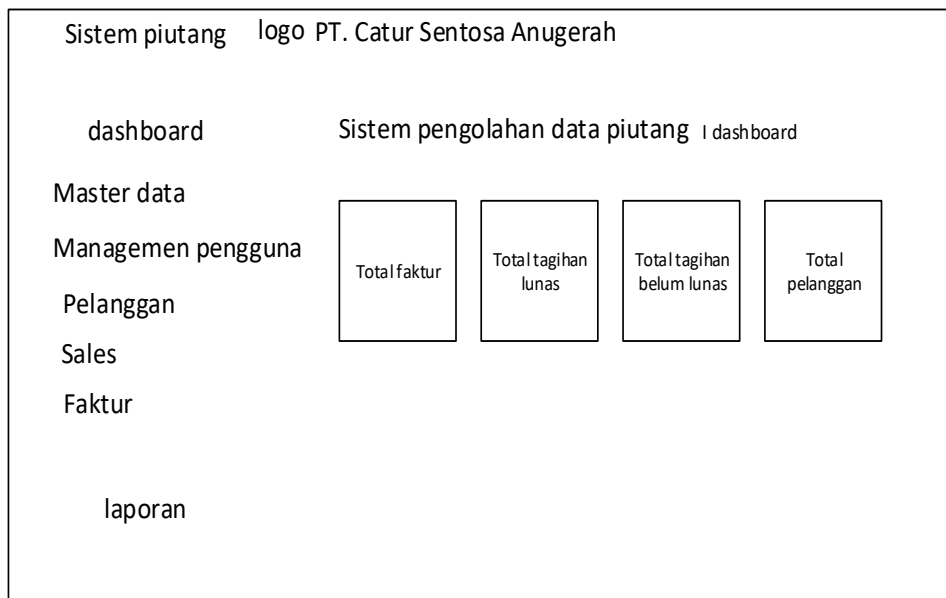 Sistem piutang logo PT. Catur Sentosa Anugerah
dashboard
Sistem pengolahan data piutang I dashboard
Master data
Managemen pengguna
Pelanggan
Sales
Faktur
laporan
Total faktur
Total tagihan
lunas
Total tagihan
belum lunas
Total
pelanggan